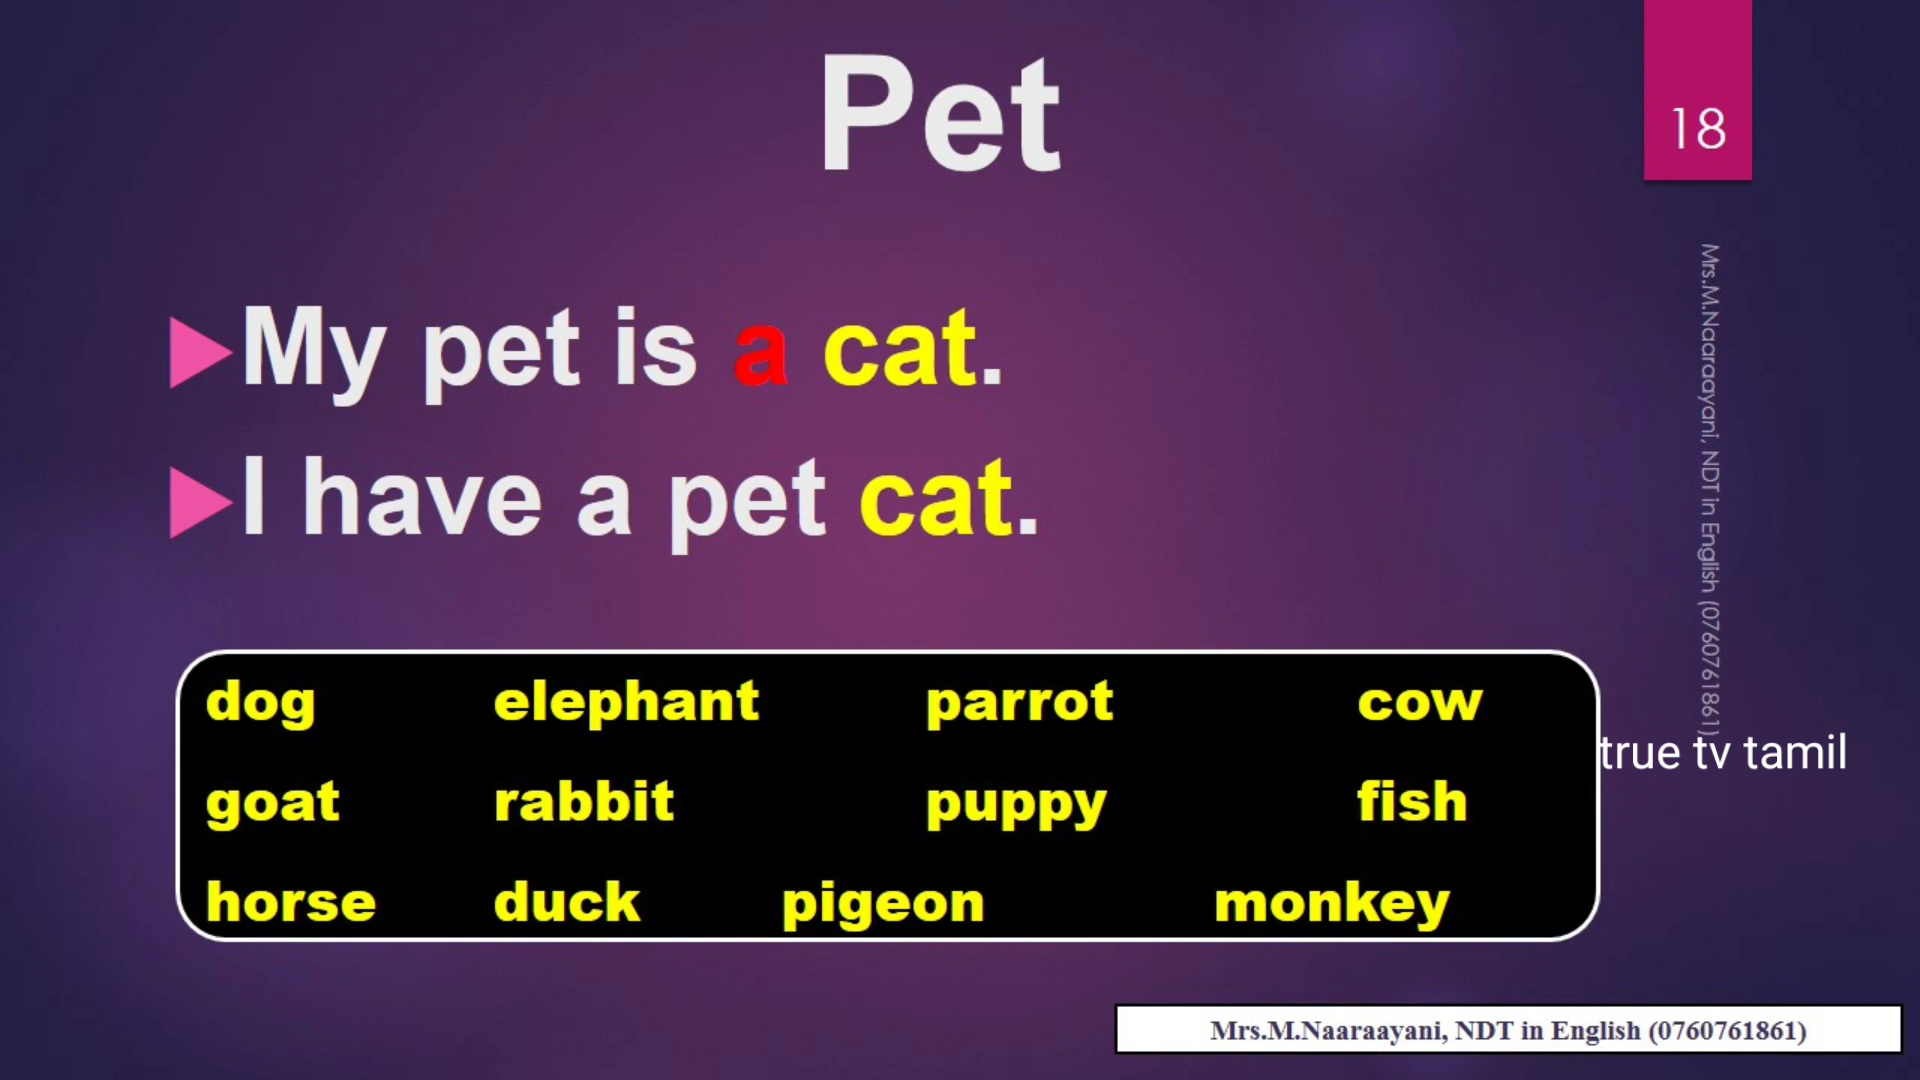 Pet
18
My pet is a cat.
I have a pet cat.
dog elephant parrot cow
goat rabbit puppy fish
horse duck pigeon monkey
Mrs.M.Naaraayani, NDT in English (0760761861)
true tv tamil
Mrs.M.Naaraayani, NDT in English (0760761861)